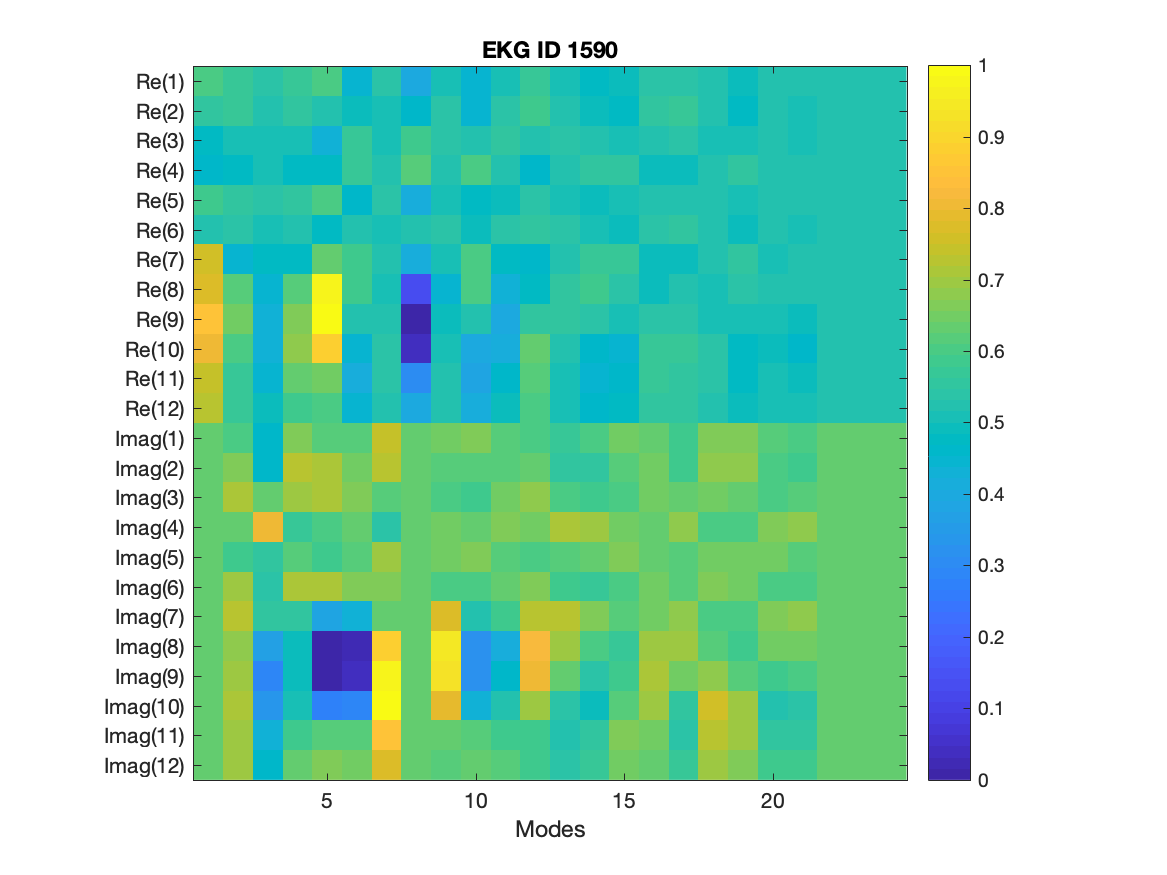 EKG ID 1590
Re(1)
Re(2)
Re(3)
Re(4)
Re(5)
Re(6)
Re(7)
Re(8)
Re(9)
Re(10)
Re(11)
Re(12)
Imag(1)
Imag(2)
Imag(3)
Imag(4)
Imag(5)
Imag(6)
Imag(7)
Imag(8)
Imag(9)
Imag(10)
Imag(11)
Imag(12)
5 10 15 20
Modes
1
0.9
0.8
0.7
0.6
0.5
0.4
0.3
0.2
0.1
0